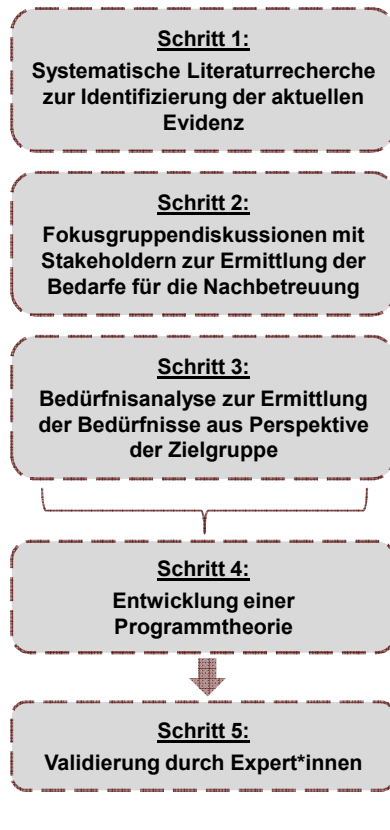 Schritt 1:
Systematische Literaturrecherche
zur Identifizierung der aktuellen
Evidenz
Schritt 2:
Fokusgruppendiskussionen mit
Stakeholdern zur Ermittlung der
Bedarfe für die Nachbetreuung
Schritt 3:
Bedürfnisanalyse zur Ermittlung
der Bedürfnisse aus Perspektive
der Zielgruppe
Schritt 4:
Entwicklung einer
Programmtheorie
Schritt 5:
Validierung durch Expert*innen